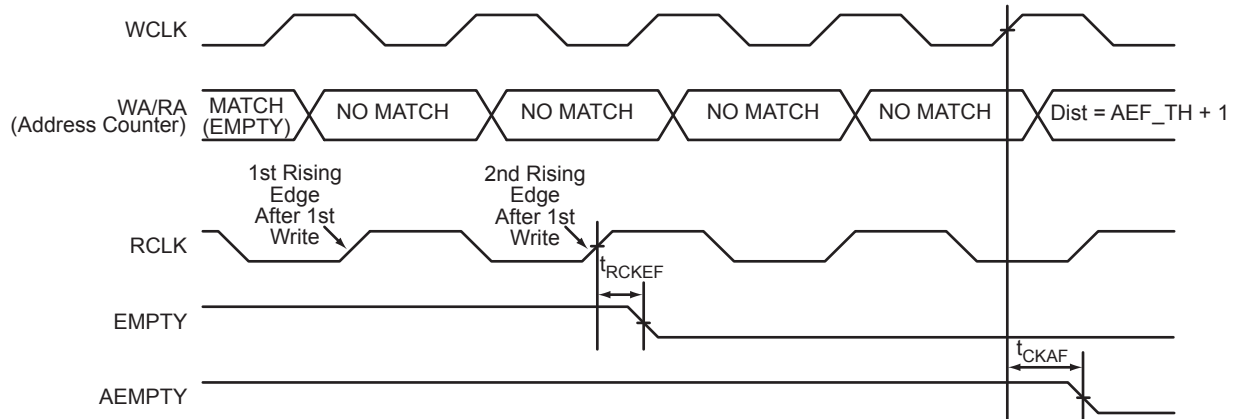 WCLK
WA/RA
(Address Counter)
MATCH
(EMPTY)
NO MATCH
NO MATCH
NO MATCH
NO MATCH
Dist = AEF_TH + 1
1st Rising
Edge
After 1st
Write
2nd Rising
Edge
After 1st
Write
RCLK
tRCKEF
EMPTY
tCKAF
AEMPTY